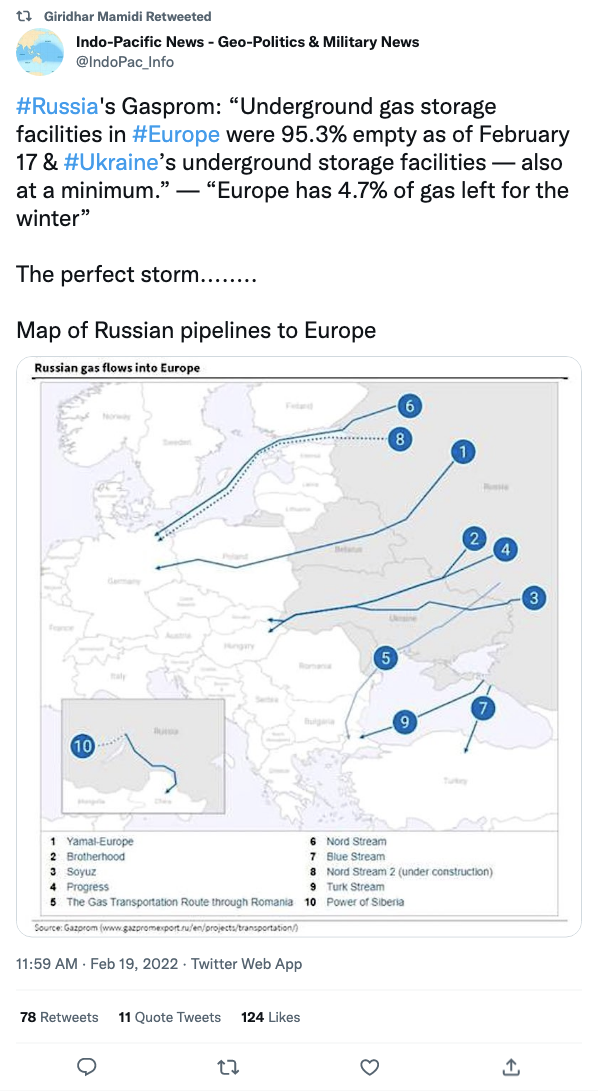 Giridhar Mamidi Retweeted
Indo-Pacific News - Geo-Politics & Military News
@IndoPac_Info
#Russia's Gasprom: “Underground gas storage
facilities in #Europe were 95.3% empty as of February
17 & #Ukraine’s underground storage facilities — also
at a minimum.” — “Europe has 4.7% of gas left for the
winter”
The perfect storm........
Map of Russian pipelines to Europe
Russian gas flows into Europe
Finland
6
Norway
8
Sweden
1
Russia
Latvia
Lithuania
2
4
Belarus
Poland
Germany
3
Ukraine
France
Austria
Hungary
5
Romania
Italy
Serbia
7
Bulgaria
9
10
Russia
Turkey
Greece
Mongolia
China
1 Yamal-Europe
2 Brotherhood
3 Soyuz
4 Progress
5 The Gas Transportation Route through Romania
6 Nord Stream
7 Blue Stream
8 Nord Stream 2 (under construction)
9 Turk Stream
10 Power of Siberia
Source: Gazprom (www.gazpromexport.ru/en/projects/transportation/)
11:59 AM · Feb 19, 2022 · Twitter Web App
78 Retweets 11 Quote Tweets 124 Likes